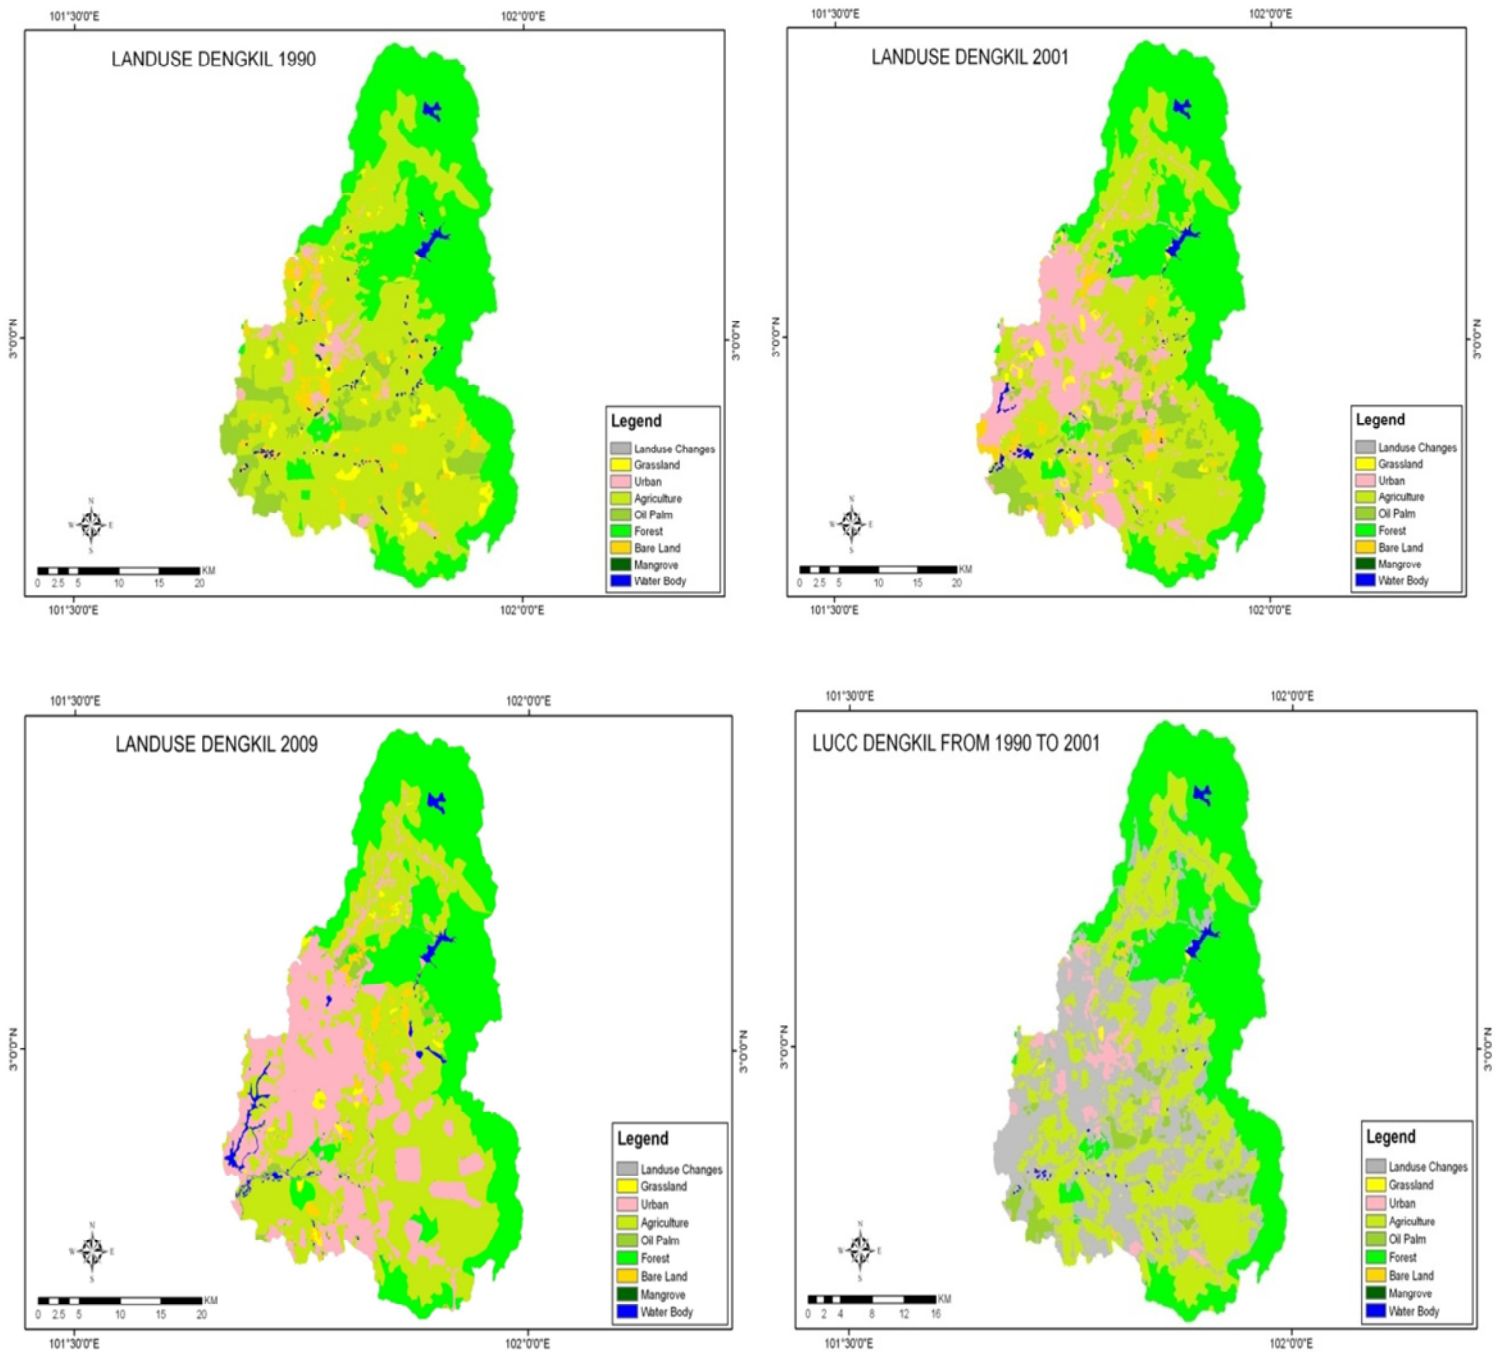 101°30'0"E 102°0'0"E
LANDUSE DENGKIL 1990
3°0'0"N 3°0'0"N
Legend
Landuse Changes
Grassland
Urban
Agriculture
Oil Palm
Forest
Bare Land
Mangrove
Water Body
N
W E
S
KM
0 2.5 5 10 15 20
101°30'0"E 102°0'0"E
101°30'0"E 102°0'0"E
LANDUSE DENGKIL 2001
3°0'0"N 3°0'0"N
Legend
Landuse Changes
Grassland
Urban
Agriculture
Oil Palm
Forest
Bare Land
Mangrove
Water Body
N
W E
S
KM
0 2.5 5 10 15 20
101°30'0"E 102°0'0"E
101°30'0"E 102°0'0"E
LANDUSE DENGKIL 2009
3°0'0"N 3°0'0"N
Legend
Landuse Changes
Grassland
Urban
Agriculture
Oil Palm
Forest
Bare Land
Mangrove
Water Body
N
W E
S
KM
0 2.5 5 10 15 20
101°30'0"E 102°0'0"E
101°30'0"E 102°0'0"E
LUCC DENGKIL FROM 1990 TO 2001
3°0'0"N 3°0'0"N
Legend
Landuse Changes
Grassland
Urban
Agriculture
Oil Palm
Forest
Bare Land
Mangrove
Water Body
N
W E
S
KM
0 2 4 8 12 16
101°30'0"E 102°0'0"E